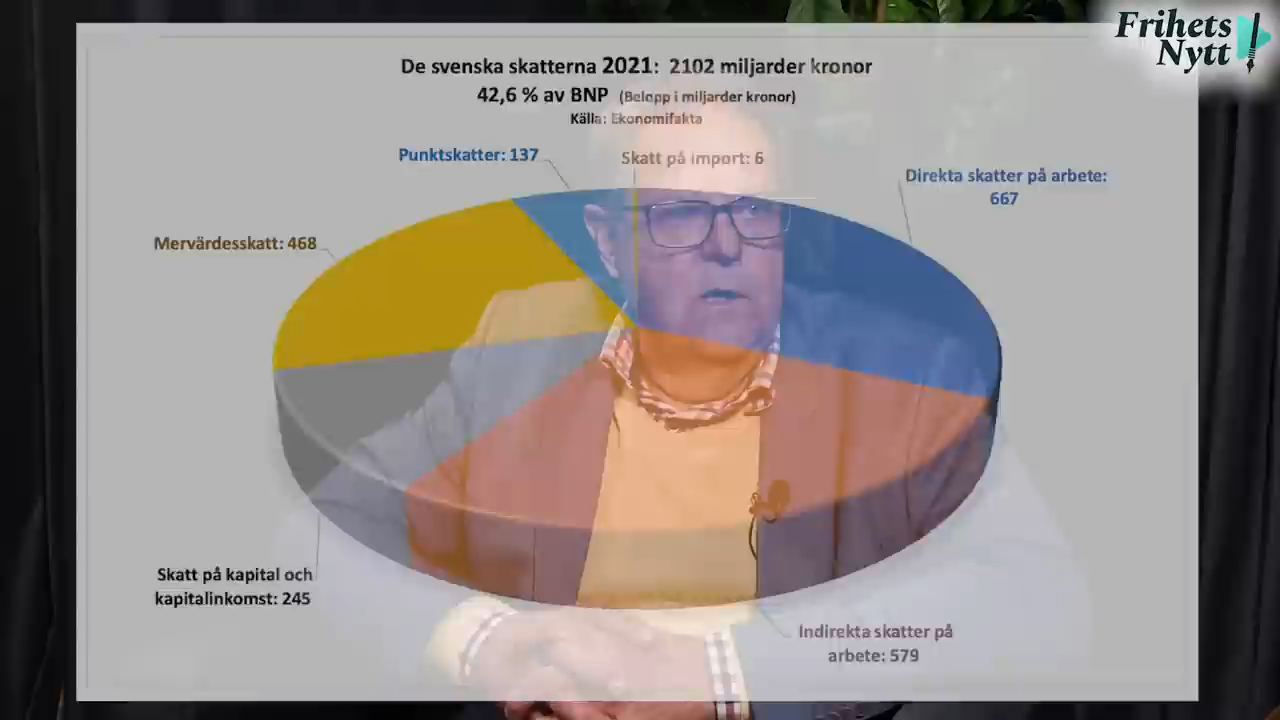 Frihets
Nytt
De svenska skatterna 2021: 2102 miljarder kronor
42,6 % av BNP (Belopp i miljarder kronor)
Källa: Ekonomifakta
Punktskatter: 137
Skatt på import: 6
Direkta skatter på arbete:
667
Mervärdesskatt: 468
Skatt på kapital och
kapitalinkomst: 245
Indirekta skatter på
arbete: 579